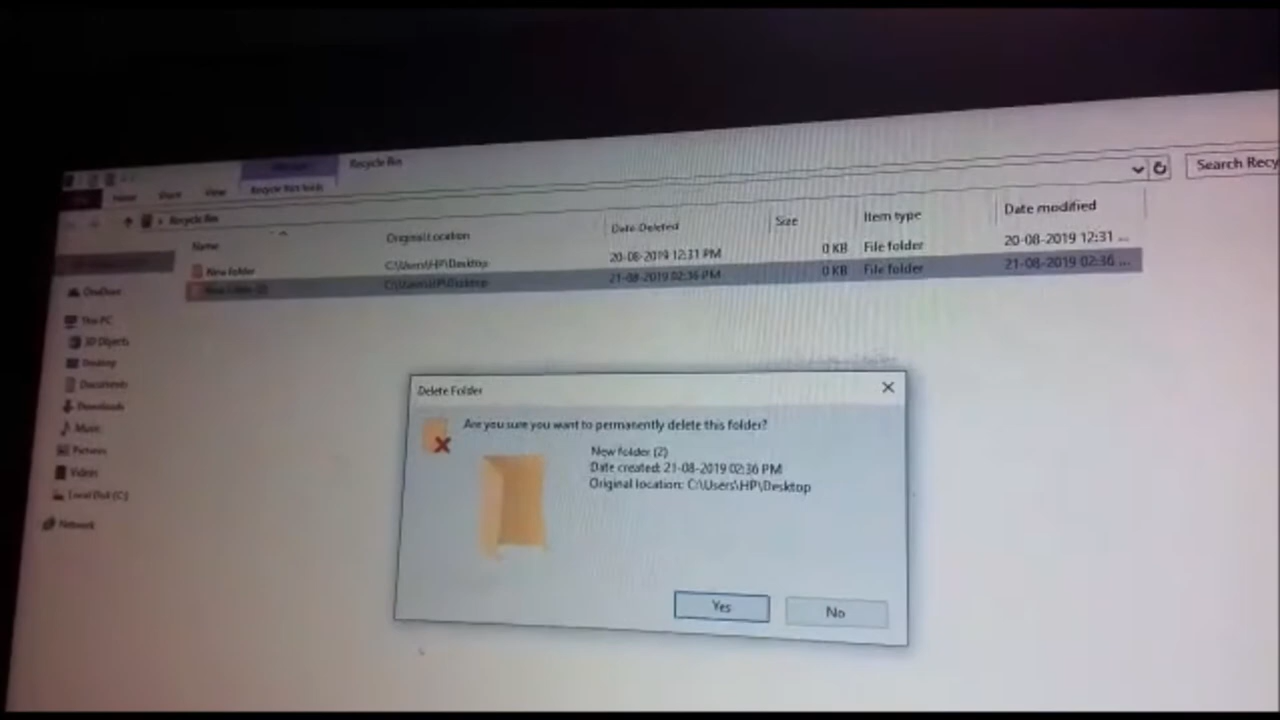 Recycle Bin
Home Share View Recycle Bin Tools
Recycle Bin
Search Recy
Name Original Location Date Deleted Size Item type Date modified
New folder C:\Users\HP\Desktop 20-08-2019 12:31 PM 0 KB File folder 20-08-2019 12:31 ...
New folder (2) C:\Users\HP\Desktop 21-08-2019 02:36 PM 0 KB File folder 21-08-2019 02:36 ...
OneDrive
This PC
3D Objects
Desktop
Documents
Downloads
Music
Pictures
Videos
Local Disk (C:)
Network
Delete Folder
Are you sure you want to permanently delete this folder?
New folder (2)
Date created: 21-08-2019 02:36 PM
Original location: C:\Users\HP\Desktop
Yes No